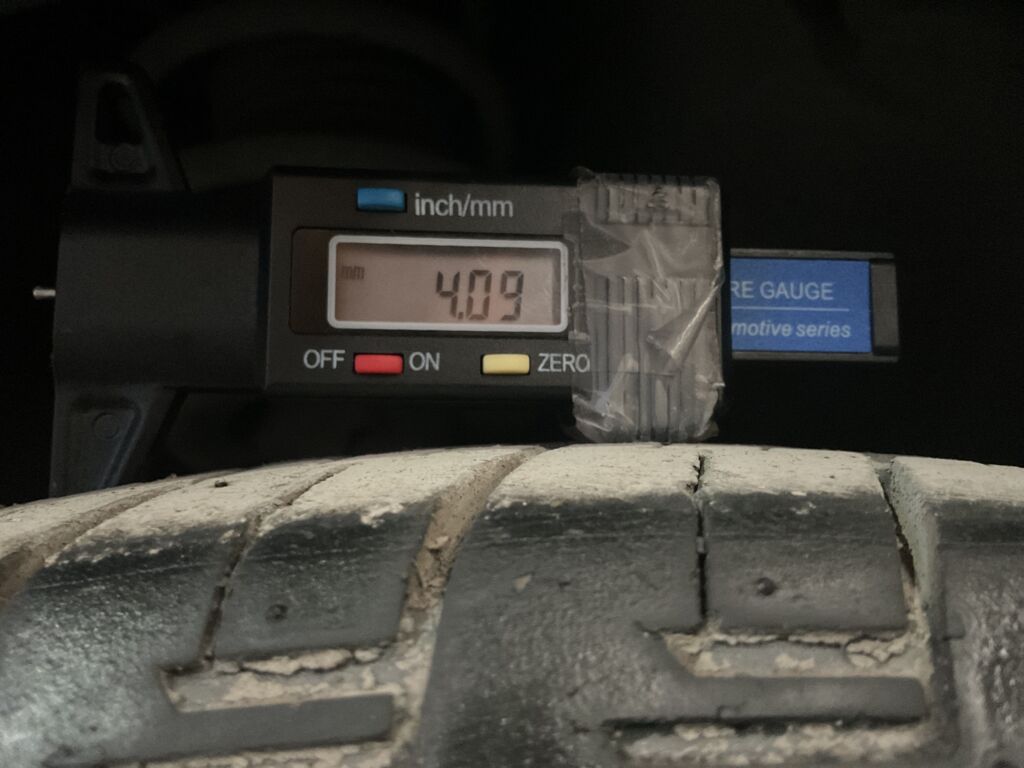 inch/mm
mm
4.09
OFF ON ZERO
RE GAUGE
motive series